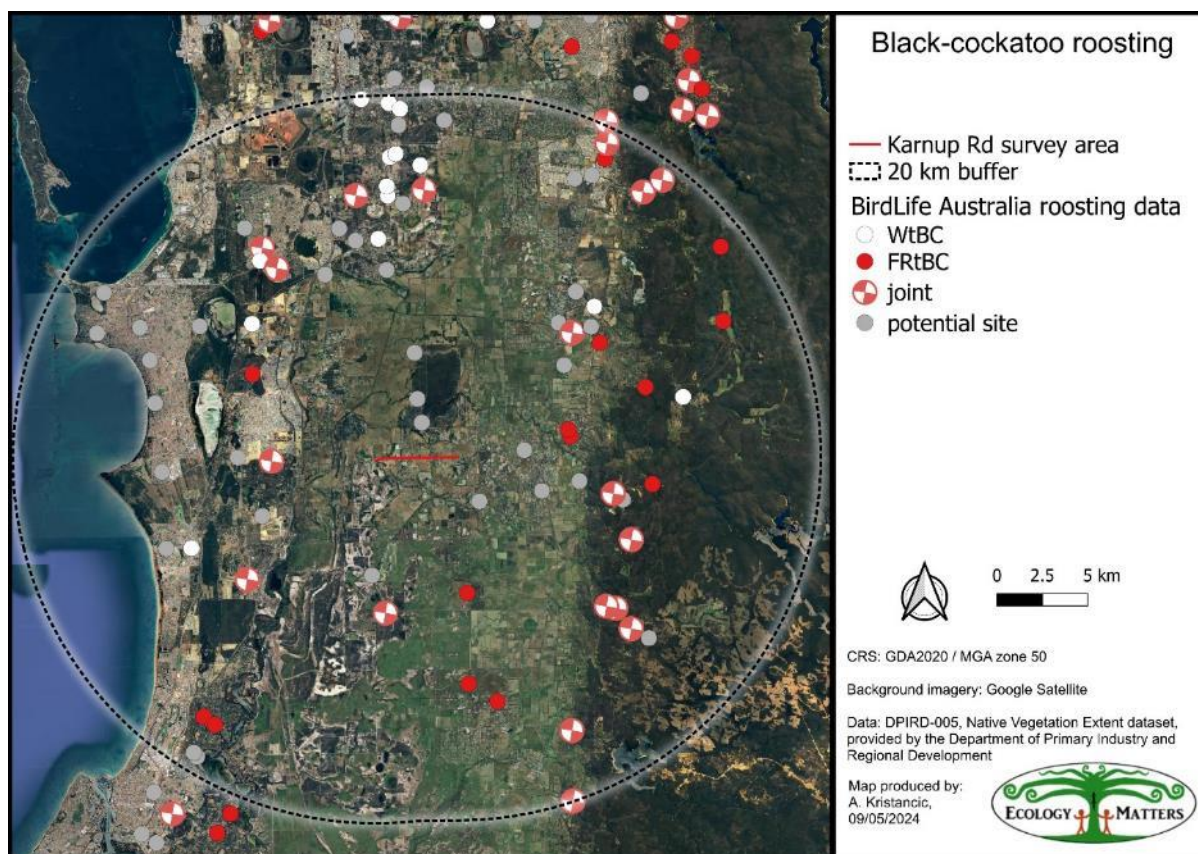 Black-cockatoo roosting
Karnup Rd survey area
20 km buffer
BirdLife Australia roosting data
WtBC
FRtBC
joint
potential site
0 2.5 5 km
CRS: GDA2020 / MGA zone 50
Background imagery: Google Satellite
Data: DPIRD-005, Native Vegetation Extent dataset,
provided by the Department of Primary Industry and
Regional Development
Map produced by:
A. Kristancic,
09/05/2024
ECOLOGY MATTERS